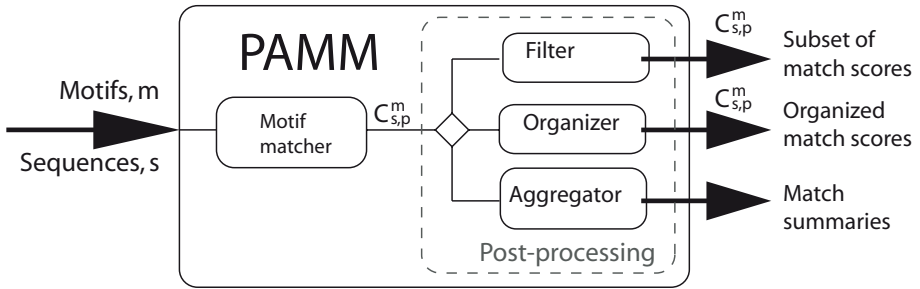 PAMM
Motifs, m
Sequences, s
Motif
matcher
C^m_{s,p}
Filter
Organizer
Aggregator
Post-processing
C^m_{s,p}
Subset of
match scores
C^m_{s,p}
Organized
match scores
Match
summaries